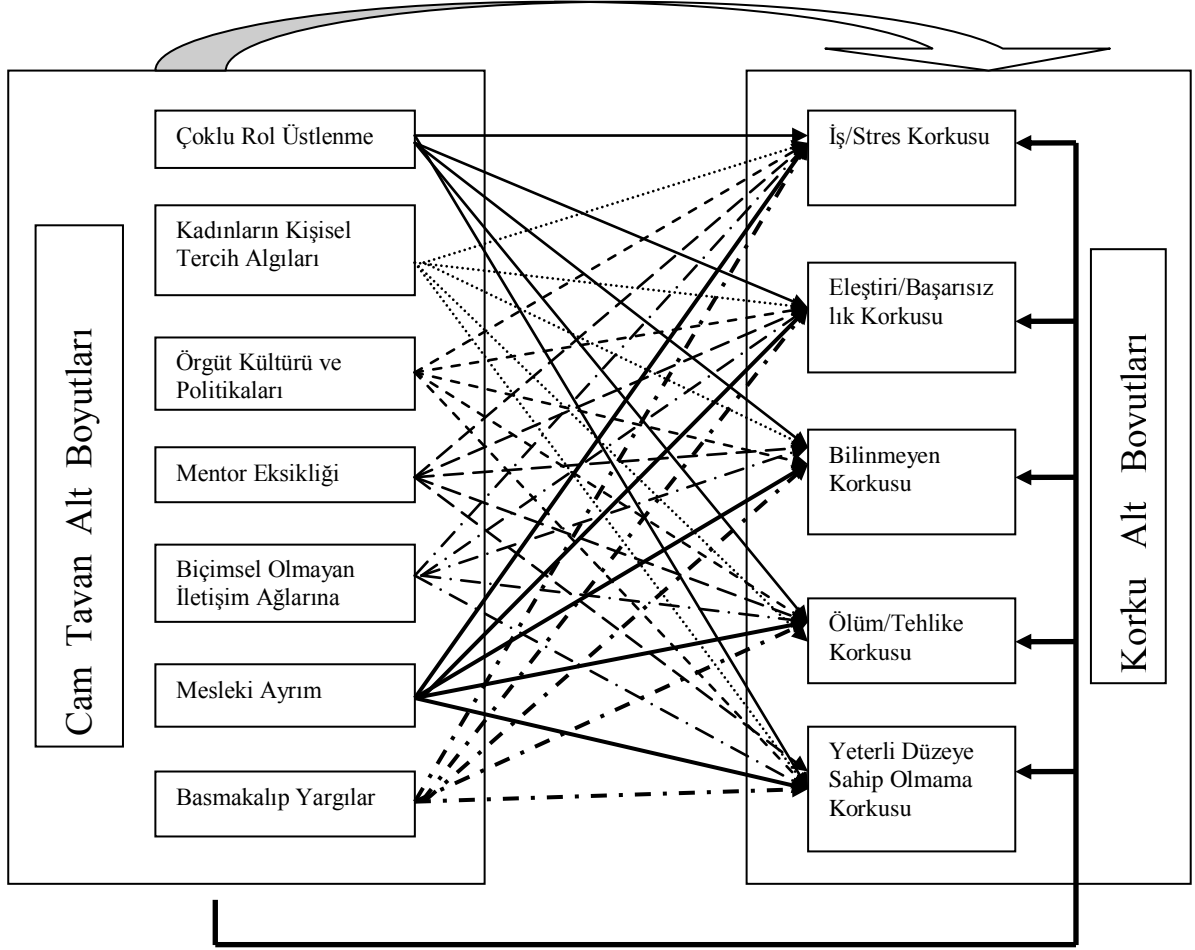 Çoklu Rol Üstlenme
Kadınların Kişisel
Tercih Algıları
Örgüt Kültürü ve
Politikaları
Mentor Eksikliği
Biçimsel Olmayan
İletişim Ağlarına
Mesleki Ayrım
Basmakalıp Yargılar
Cam Tavan Alt Boyutları
İş/Stres Korkusu
Eleştiri/Başarısız
lık Korkusu
Bilinmeyen
Korkusu
Ölüm/Tehlike
Korkusu
Yeterli Düzeye
Sahip Olmama
Korkusu
Korku Alt Bovutları